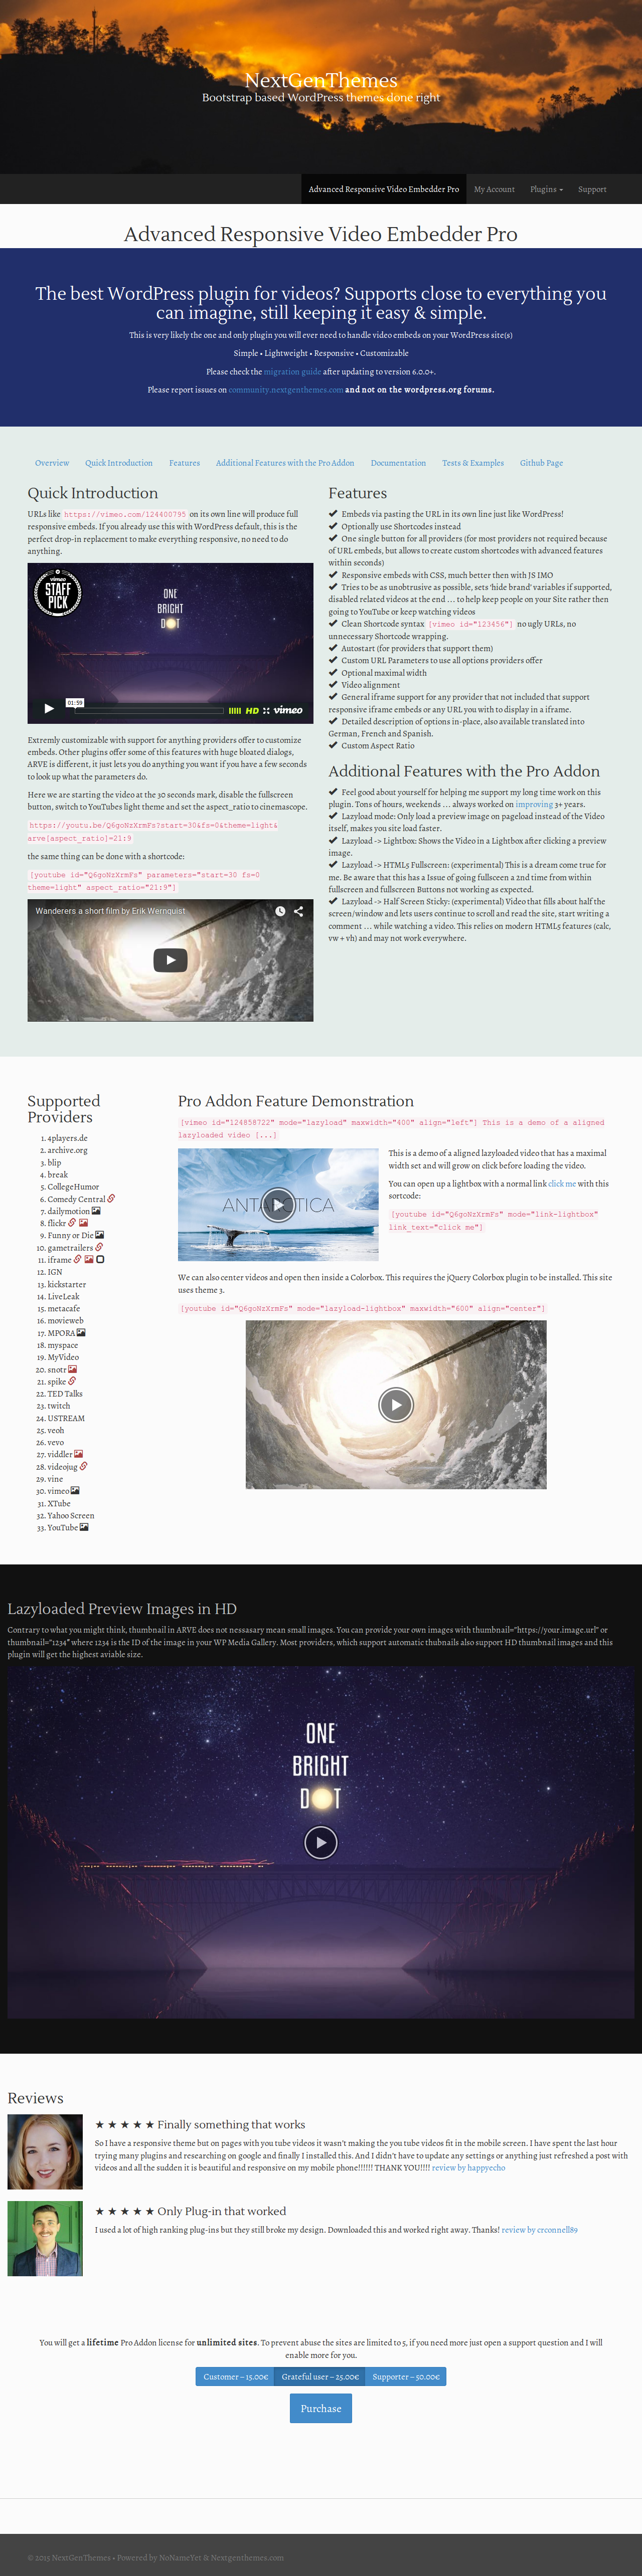 NextGenThemes
Bootstrap based WordPress themes done right
Advanced Responsive Video Embedder Pro
My Account
Plugins
Support
Advanced Responsive Video Embedder Pro
The best WordPress plugin for videos? Supports close to everything you
can imagine, still keeping it easy & simple.
This is very likely the one and only plugin you will ever need to handle video embeds on your WordPress site(s)
Simple • Lightweight • Responsive • Customizable
Please check the migration guide after updating to version 6.0.0+.
Please report issues on community.nextgenthemes.com and not on the wordpress.org forums.
Overview
Quick Introduction
Features
Additional Features with the Pro Addon
Documentation
Tests & Examples
Github Page
Quick Introduction
URLs like https://vimeo.com/124400795 on its own line will produce full
responsive embeds. If you already use this with WordPress default, this is the
perfect drop-in replacement to make everything responsive, no need to do
anything.
vimeo
STAFF
PICK
ONE
BRIGHT
DOT
01:59
HD
vimeo
Extremly customizeable with support for anything providers offer to customize
embeds. Other plugins offer some of this features with huge bloated dialogs,
ARVE is different, it just lets you do anything you want if you have a few seconds
to look up what the parameters do.
Here we are starting the video at the 30 seconds mark, disable the fullscreen
button, switch to YouTubes light theme and set the aspect_ratio to cinemascope.
https://youtu.be/Q6goNzXrmFs?start=30&fs=0&theme=light&
arve[aspect_ratio]=21:9
the same thing can be done with a shortcode:
[youtube id="Q6goNzXrmFs" parameters="start=30 fs=0
theme=light" aspect_ratio="21:9"]
Wanderers a short film by Erik Wernquist
Features
Embeds via pasting the URL in its own line just like WordPress!
Optionally use Shortcodes instead
One single button for all providers (for most providers not required because
of URL embeds, but allows to create custom shortcodes with advanced features
within seconds)
Responsive embeds with CSS, much better then with JS IMO
Tries to be as unobtrusive as possible, sets 'hide brand' variables if supported,
disabled related videos at the end … to help keep people on your Site rather then
going to YouTube or keep watching videos
Clean Shortcode syntax [vimeo id="123456"] no ugly URLs, no
unnecessary Shortcode wrapping.
Autostart (for providers that support them)
Custom URL Parameters to use all options providers offer
Optional maximal width
Video alignment
General iframe support for any provider that not included that support
responsive iframe embeds or any URL you with to display in a iframe.
Detailed description of options in-place, also available translated into
German, French and Spanish.
Custom Aspect Ratio
Additional Features with the Pro Addon
Feel good about yourself for helping me support my long time work on this
plugin. Tons of hours, weekends … always worked on improving 3+ years.
Lazyload mode: Only load a preview image on pageload instead of the Video
itself, makes you site load faster.
Lazyload -> Lightbox: Shows the Video in a Lightbox after clicking a preview
image.
Lazyload -> HTML5 Fullscreen: (experimental) This is a dream come true for
me. Be aware that this has a Issue of going fullsceen a 2nd time from within
fullscreen and fullscreen Buttons not working as expected.
Lazyload -> Half Screen Sticky: (experimental) Video that fills about half the
screen/window and lets users continue to scroll and read the site, start writing a
comment … while watching a video. This relies on modern HTML5 features (calc,
vw + vh) and may not work everywhere.
Supported
Providers
1. 4players.de
2. archive.org
3. blip
4. break
5. CollegeHumor
6. Comedy Central
7. dailymotion
8. flickr
9. Funny or Die
10. gametrailers
11. iframe
12. IGN
13. kickstarter
14. LiveLeak
15. metacafe
16. movieweb
17. MPORA
18. myspace
19. MyVideo
20. snotr
21. spike
22. TED Talks
23. twitch
24. USTREAM
25. veoh
26. vevo
27. viddler
28. videojug
29. vine
30. vimeo
31. XTube
32. Yahoo Screen
33. YouTube
Pro Addon Feature Demonstration
[vimeo id="124858722" mode="lazyload" maxwidth="400" align="left"] This is a demo of a aligned
lazyloaded video [...]
ANTARCTICA
This is a demo of a aligned lazyloaded video that has a maximal
width set and will grow on click before loading the video.
You can open up a lightbox with a normal link click me with this
sortcode:
[youtube id="Q6goNzXrmFs" mode="link-lightbox"
link_text="click me"]
We can also center videos and open then inside a Colorbox. This requires the jQuery Colorbox plugin to be installed. This site
uses theme 3.
[youtube id="Q6goNzXrmFs" mode="lazyload-lightbox" maxwidth="600" align="center"]
Lazyloaded Preview Images in HD
Contrary to what you might think, thumbnail in ARVE does not nessasary mean small images. You can provide your own images with thumbnail="https://your.image.url" or
thumbnail="1234" where 1234 is the ID of the image in your WP Media Gallery. Most providers, which support automatic thubnails also support HD thumbnail images and this
plugin will get the highest aviable size.
ONE
BRIGHT
DOT
Reviews
★ ★ ★ ★ ★ Finally something that works
So I have a responsive theme but on pages with you tube videos it wasn't making the you tube videos fit in the mobile screen. I have spent the last hour
trying many plugins and researching on google and finally I installed this. And I didn't have to update any settings or anything just refreshed a post with
videos and all the sudden it is beautiful and responsive on my mobile phone!!!!!! THANK YOU!!!! review by happyecho
★ ★ ★ ★ ★ Only Plug-in that worked
I used a lot of high ranking plug-ins but they still broke my design. Downloaded this and worked right away. Thanks! review by crconnell89
You will get a lifetime Pro Addon license for unlimited sites. To prevent abuse the sites are limited to 5, if you need more just open a support question and I will
enable more for you.
Customer – 15.00€
Grateful user – 25.00€
Supporter – 50.00€
Purchase
© 2015 NextGenThemes • Powered by NoNameYet & Nextgenthemes.com